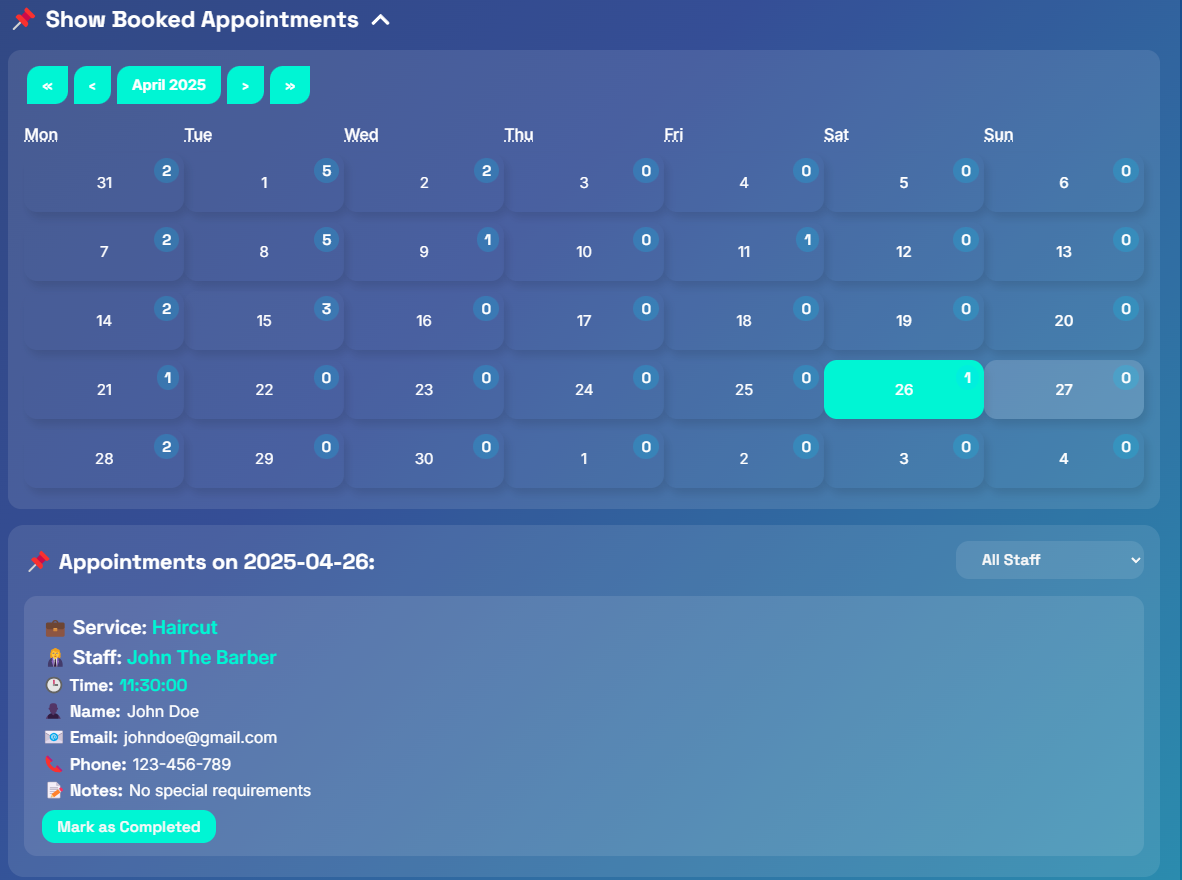 📌 Show Booked Appointments
« < April 2025 > »
Mon Tue Wed Thu Fri Sat Sun
31 2 1 5 2 2 3 0 4 0 5 0 6 0
7 2 8 5 9 1 10 0 11 1 12 0 13 0
14 2 15 3 16 0 17 0 18 0 19 0 20 0
21 1 22 0 23 0 24 0 25 0 26 1 27 0
28 2 29 0 30 0 1 0 2 0 3 0 4 0
📌 Appointments on 2025-04-26: All Staff
💼 Service: Haircut
Staff: John The Barber
🕒 Time: 11:30:00
👤 Name: John Doe
📧 Email: johndoe@gmail.com
📞 Phone: 123-456-789
📝 Notes: No special requirements
Mark as Completed